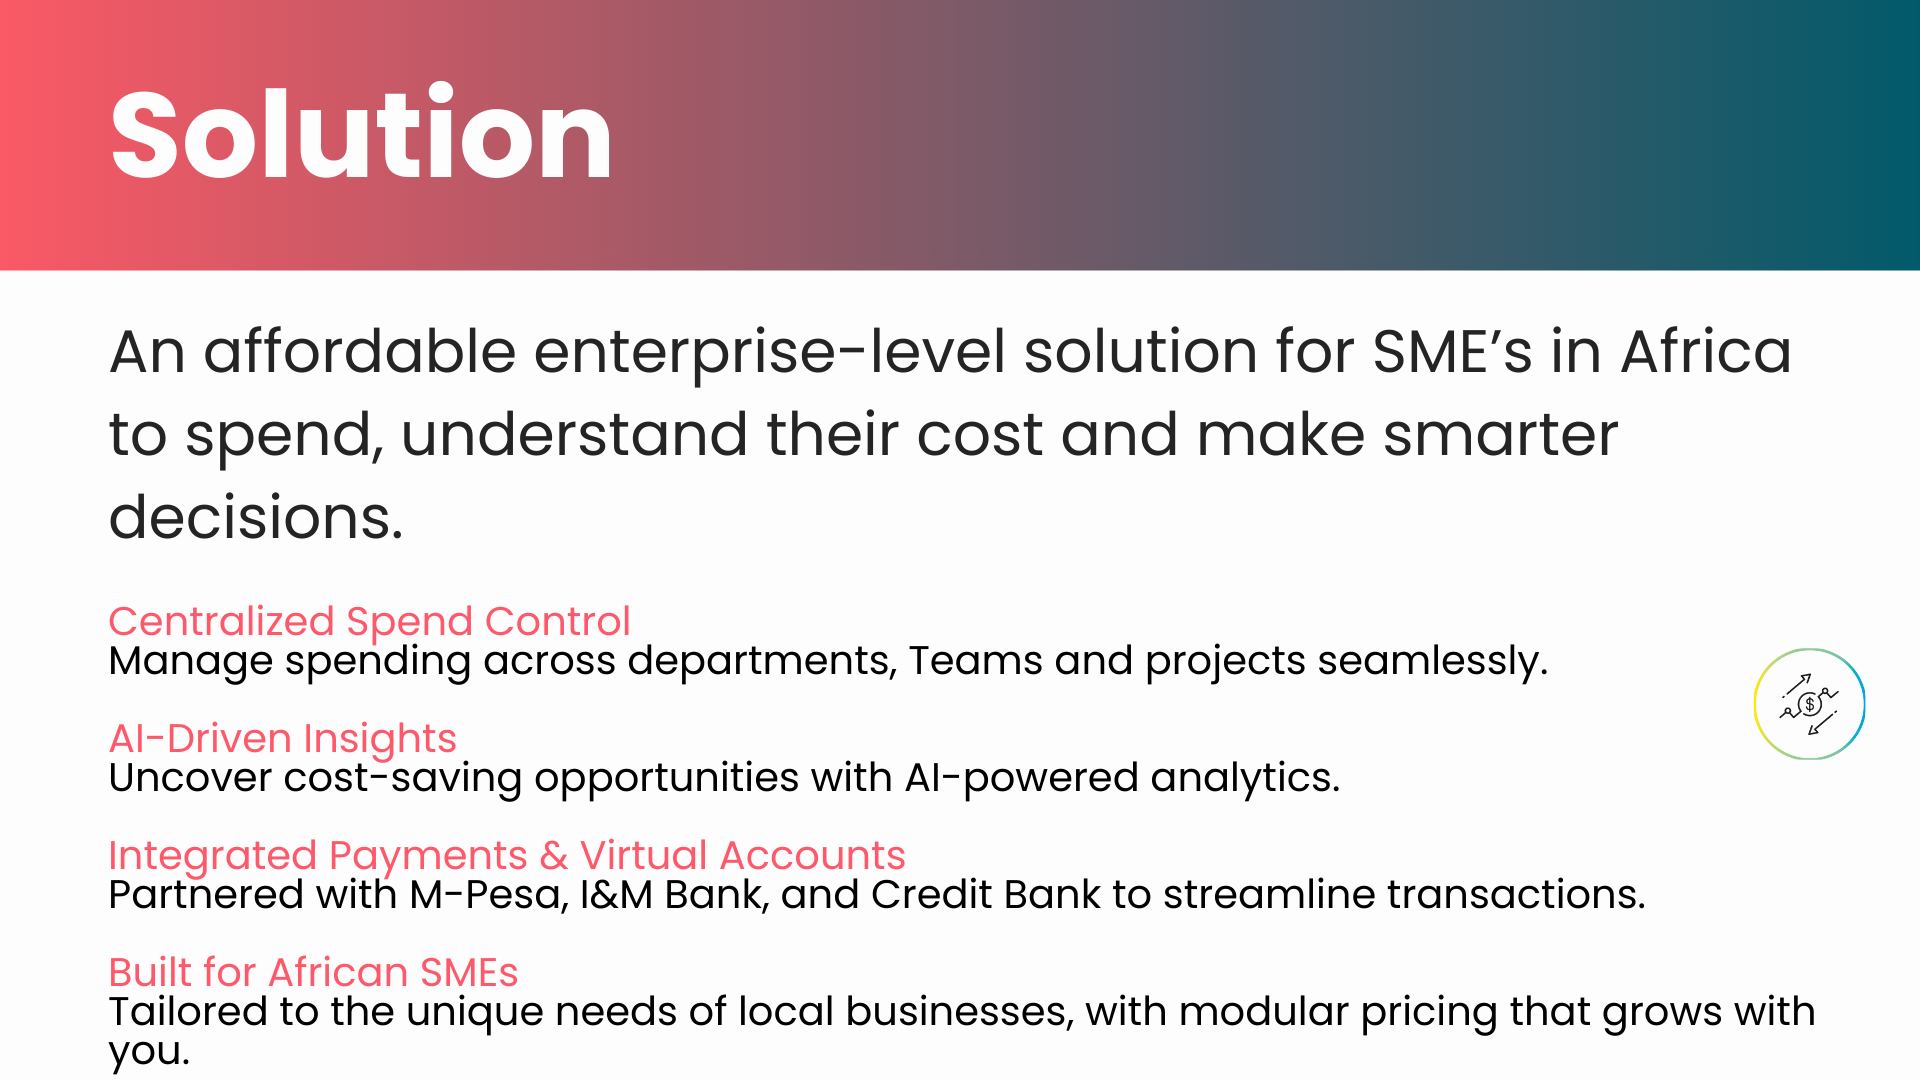 Solution
An affordable enterprise-level solution for SME’s in Africa
to spend, understand their cost and make smarter
decisions.
Centralized Spend Control
Manage spending across departments, Teams and projects seamlessly.
AI-Driven Insights
Uncover cost-saving opportunities with AI-powered analytics.
$
Integrated Payments & Virtual Accounts
Partnered with M-Pesa, I&M Bank, and Credit Bank to streamline transactions.
Built for African SMEs
Tailored to the unique needs of local businesses, with modular pricing that grows with
you.